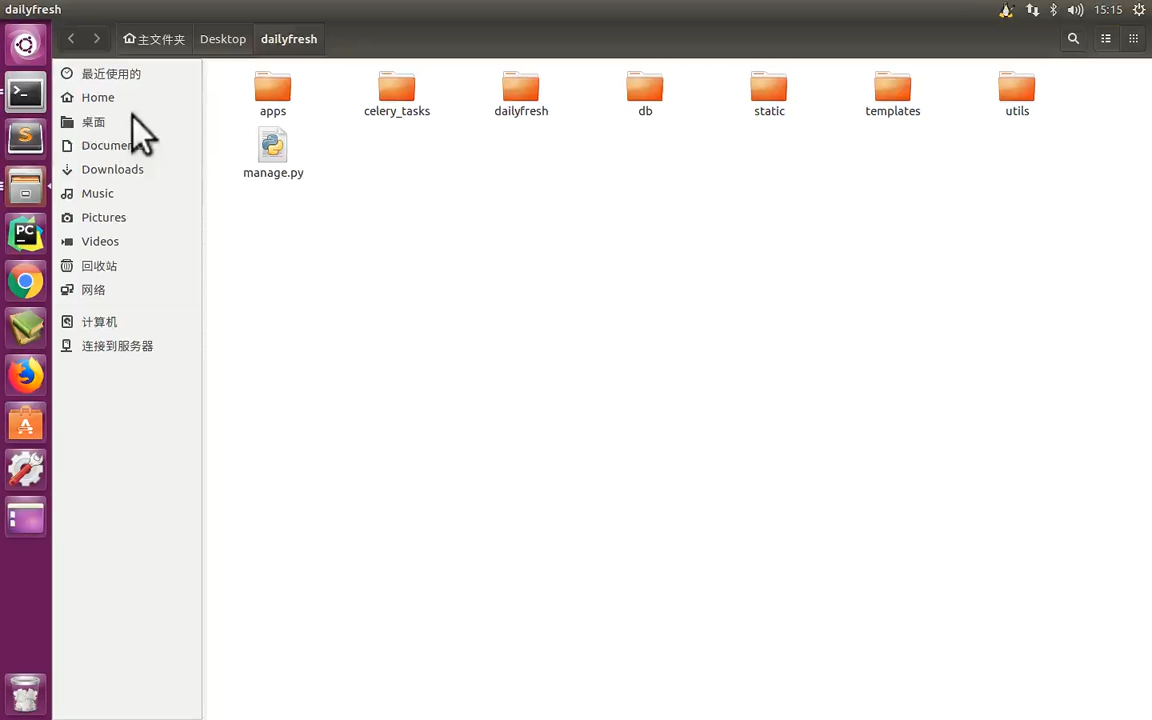 dailyfresh
15:15
主文件夹
Desktop
dailyfresh
最近使用的
Home
桌面
Documen
Downloads
Music
Pictures
Videos
回收站
网络
计算机
连接到服务器
apps
celery_tasks
dailyfresh
db
static
templates
utils
manage.py
S
PC